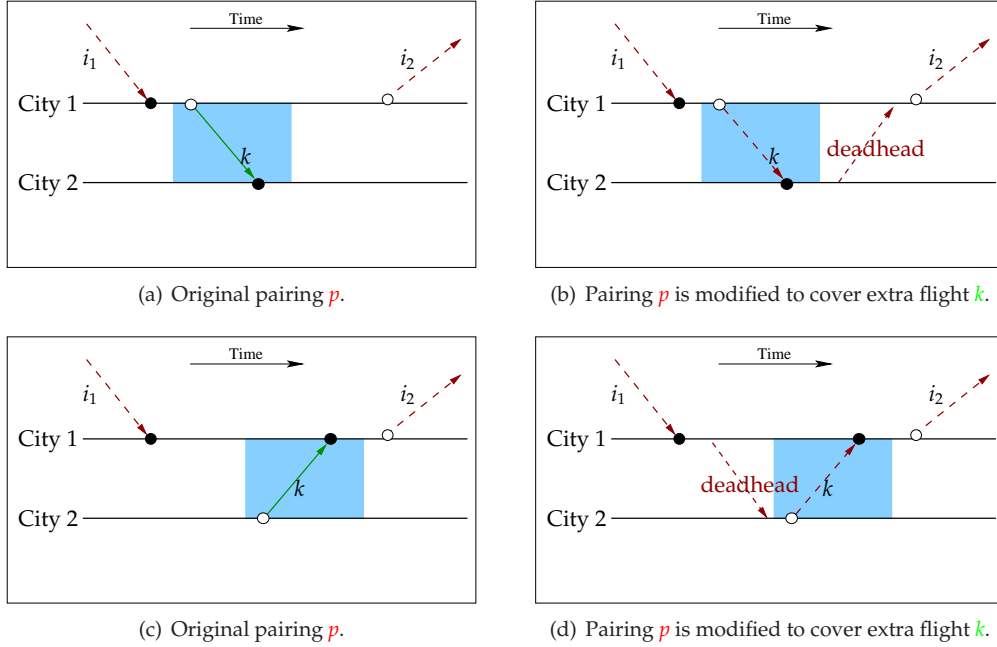 Time
i1
i2
City 1
k
City 2
(a) Original pairing p.
Time
i1
i2
City 1
deadhead
k
City 2
(b) Pairing p is modified to cover extra flight k.
Time
i1
i2
City 1
k
City 2
(c) Original pairing p.
Time
i1
i2
City 1
deadhead
k
City 2
(d) Pairing p is modified to cover extra flight k.